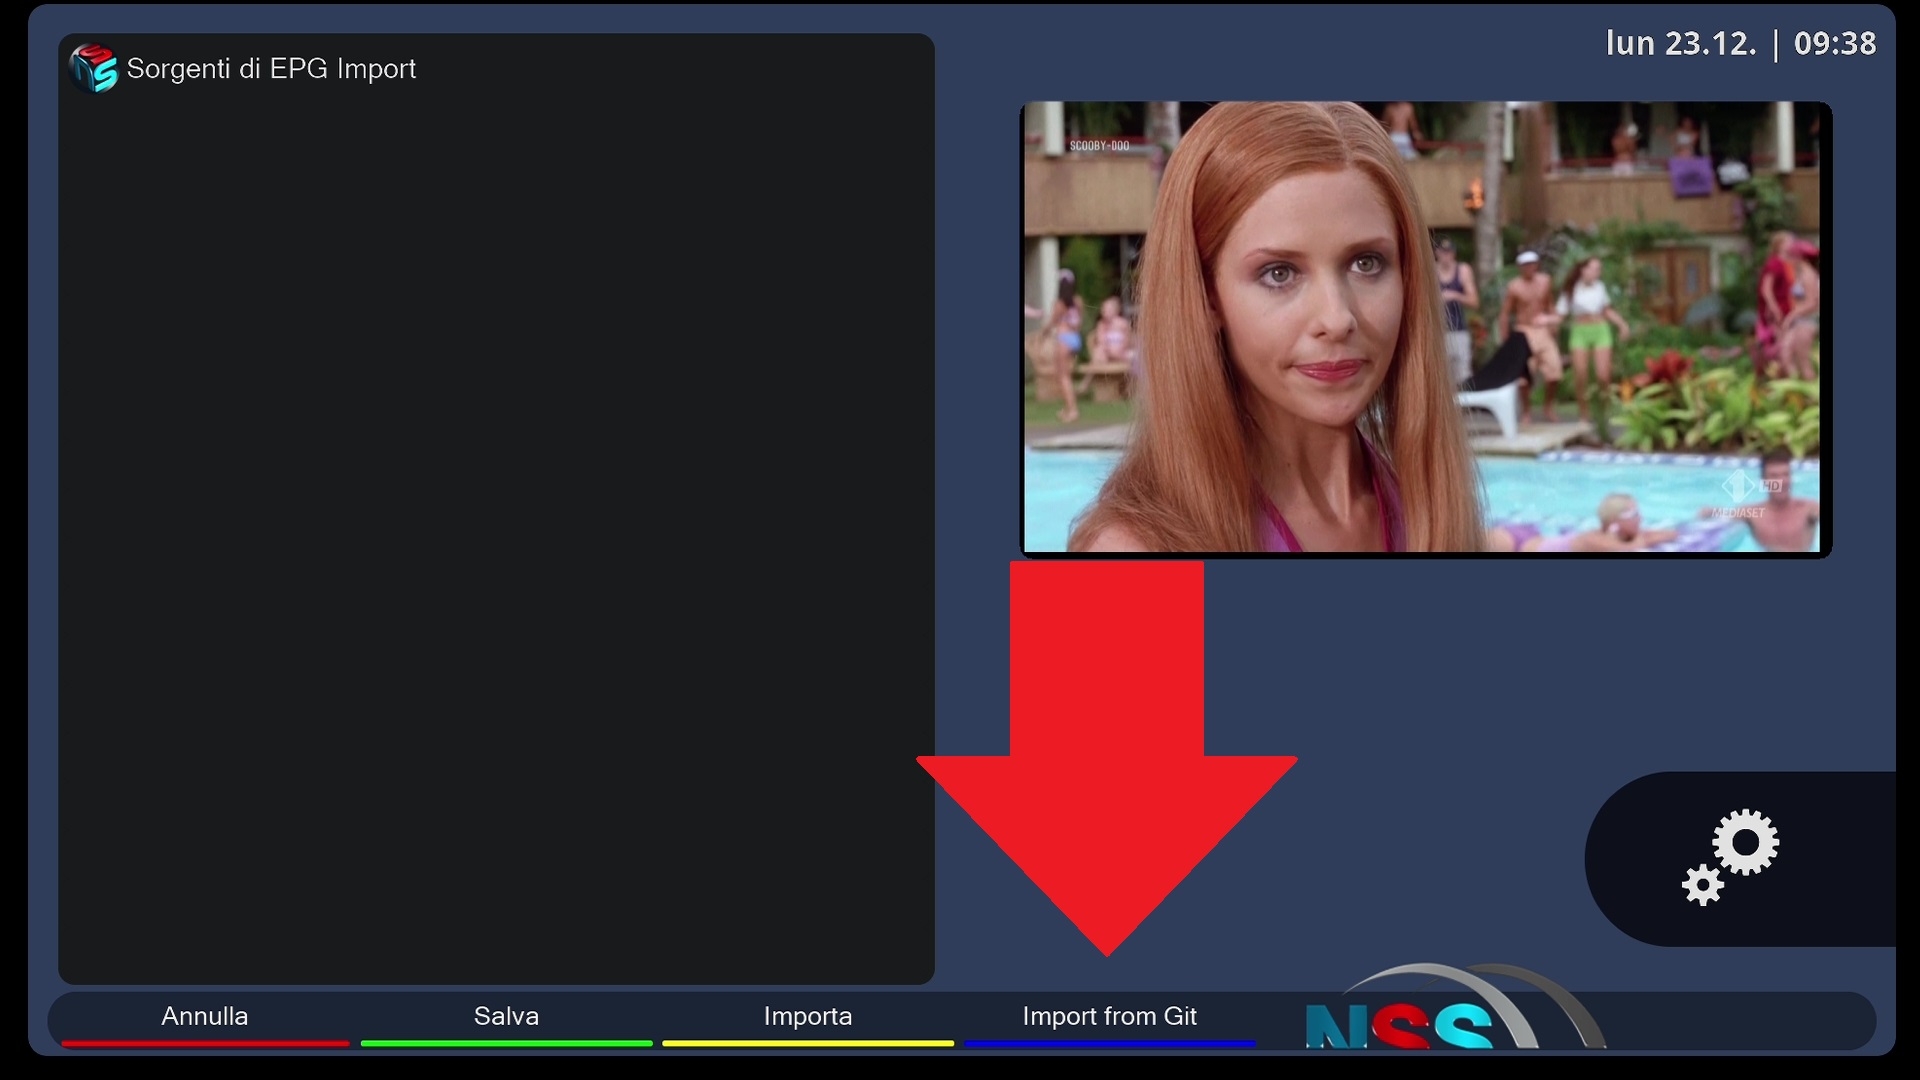 lun 23.12. | 09:38
Sorgenti di EPG Import
SCOOBY-DOO
1 HD
MEDIASET
Annulla
Salva
Importa
Import from Git
NSS